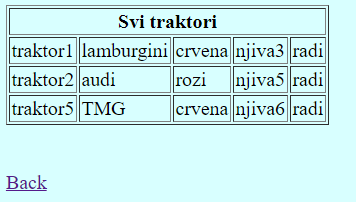 Svi traktori
traktor1 lamburgini crvena njiva3 radi
traktor2 audi rozi njiva5 radi
traktor5 TMG crvena njiva6 radi
Back